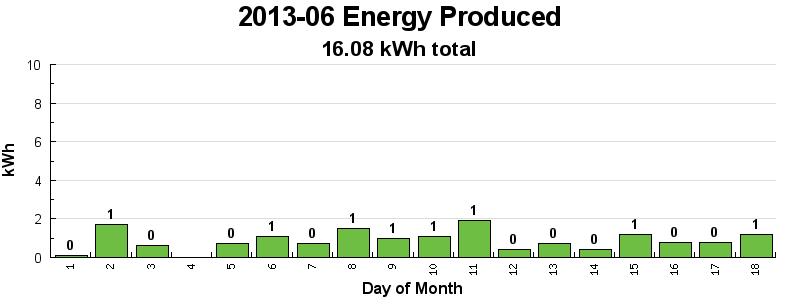 2013-06 Energy Produced
16.08 kWh total
kWh
10
8
6
4
2
0
0 1 0 0 1 0 1 1 1 1 0 0 0 1 0 0 1
1 2 3 4 5 6 7 8 9 10 11 12 13 14 15 16 17 18
Day of Month